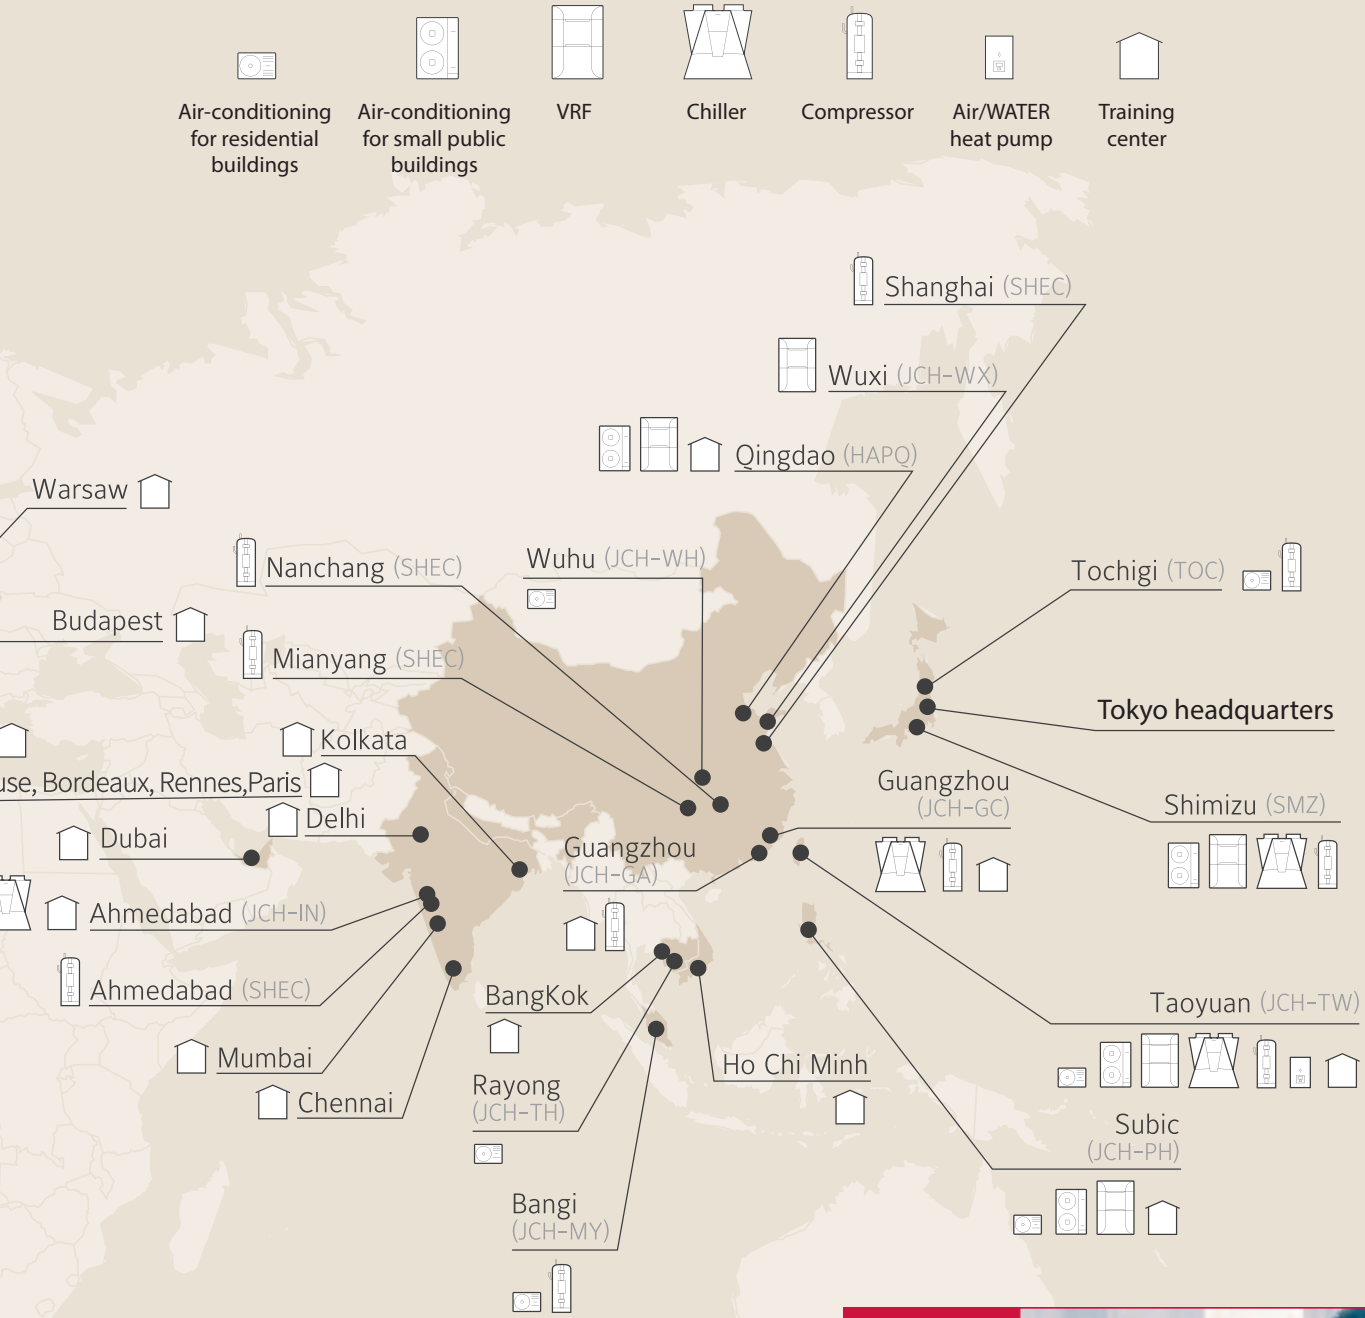 Air-conditioning
for residential
buildings
Air-conditioning
for small public
buildings
VRF
Chiller
Compressor
Air/WATER
heat pump
Training
center
Shanghai (SHEC)
Wuxi (JCH-WX)
Qingdao (HAPQ)
Warsaw
Nanchang (SHEC)
Wuhu (JCH-WH)
Tochigi (TOC)
Budapest
Mianyang (SHEC)
Tokyo headquarters
Kolkata
Bordeaux, Rennes,Paris
Guangzhou
(JCH-GC)
Shimizu (SMZ)
Delhi
Dubai
Guangzhou
(JCH-GA)
Ahmedabad (JCH-IN)
Ahmedabad (SHEC)
BangKok
Taoyuan (JCH-TW)
Mumbai
Ho Chi Minh
Chennai
Rayong
(JCH-TH)
Subic
(JCH-PH)
Bangi
(JCH-MY)